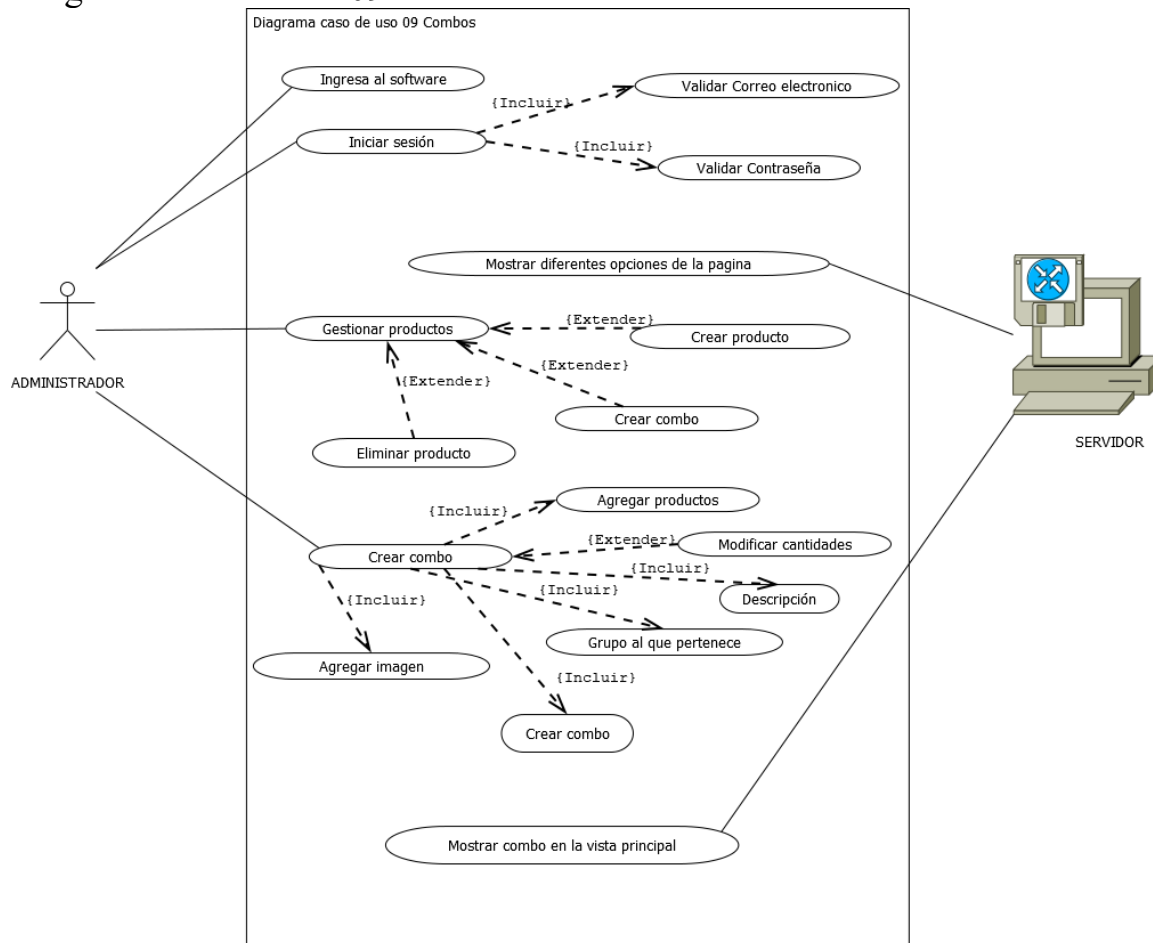 Diagrama caso de uso 09 Combos
Ingresa al software
Validar Correo electronico
{Incluir}
Iniciar sesión
{Incluir}
Validar Contraseña
Mostrar diferentes opciones de la pagina
{Extender}
Gestionar productos
Crear producto
{Extender}
{Extender}
ADMINISTRADOR
Crear combo
SERVIDOR
Eliminar producto
Agregar productos
{Incluir}
{Extender}
Modificar cantidades
Crear combo
{Incluir}
{Incluir}
{Incluir}
Descripción
Grupo al que pertenece
Agregar imagen
{Incluir}
Crear combo
Mostrar combo en la vista principal